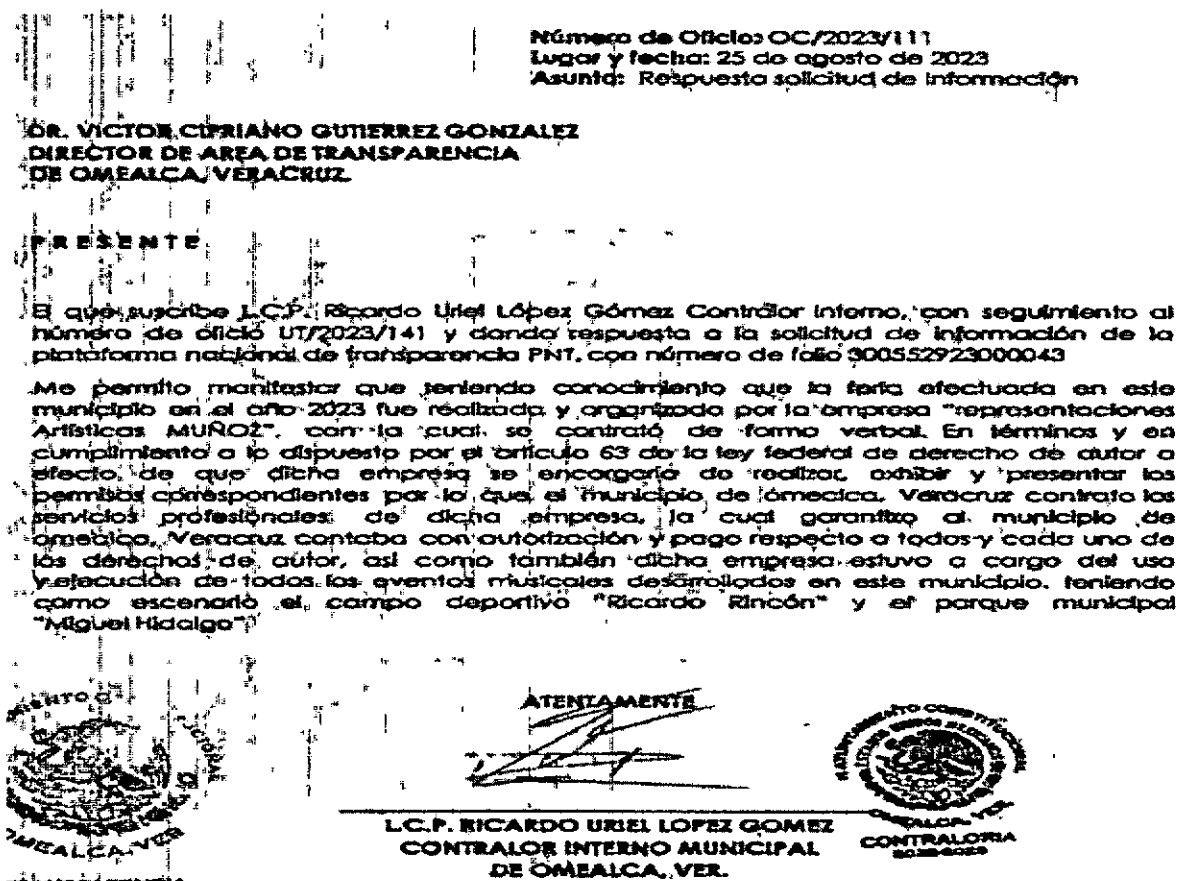 Número de Oficio: OC/2023/111
Lugar y fecha: 25 de agosto de 2023
Asunto: Respuesta solicitud de información
DR. VICTOR CIPRIANO GUTIERREZ GONZALEZ
DIRECTOR DE AREA DE TRANSPARENCIA
DE OMEALCA, VERACRUZ.
P R E S E N T E
El que suscribe L.C.P. Ricardo Uriel López Gómez Contralor Interno, con seguimiento al
número de oficio UT/2023/141 y dando respuesta a la solicitud de información de la
plataforma nacional de transparencia PNT, con número de folio 300552923000043
Me permito manifestar que teniendo conocimiento que la feria efectuada en este
municipio en el año 2023 fue realizada y organizada por la empresa "representaciones
Artísticas MUÑOZ", con la cual se contrató de forma verbal. En términos y en
cumplimiento a lo dispuesto por el artículo 63 de la ley federal de derecho de autor a
efecto de que dicha empresa se encargaría de realizar, exhibir y presentar los
permisos correspondientes por lo que el municipio de omealca, Veracruz contrato los
servicios profesionales de dicha empresa, la cual garantizo al municipio de
omealca, Veracruz contaba con autorización y pago respecto a todos y cada uno de
los derechos de autor, así como también dicha empresa estuvo a cargo del uso
y ejecución de todos los eventos musicales desarrollados en este municipio, teniendo
como escenario el campo deportivo "Ricardo Rincón" y el parque municipal
"Miguel Hidalgo".
ATENTAMENTE
L.C.P. RICARDO URIEL LOPEZ GOMEZ
CONTRALOR INTERNO MUNICIPAL
DE OMEALCA, VER.
OMEALCA, VER
AYUNTAMIENTO CONSTITUCIONAL
ESTADOS UNIDOS MEXICANOS
OMEALCA, VER.
CONTRALORIA